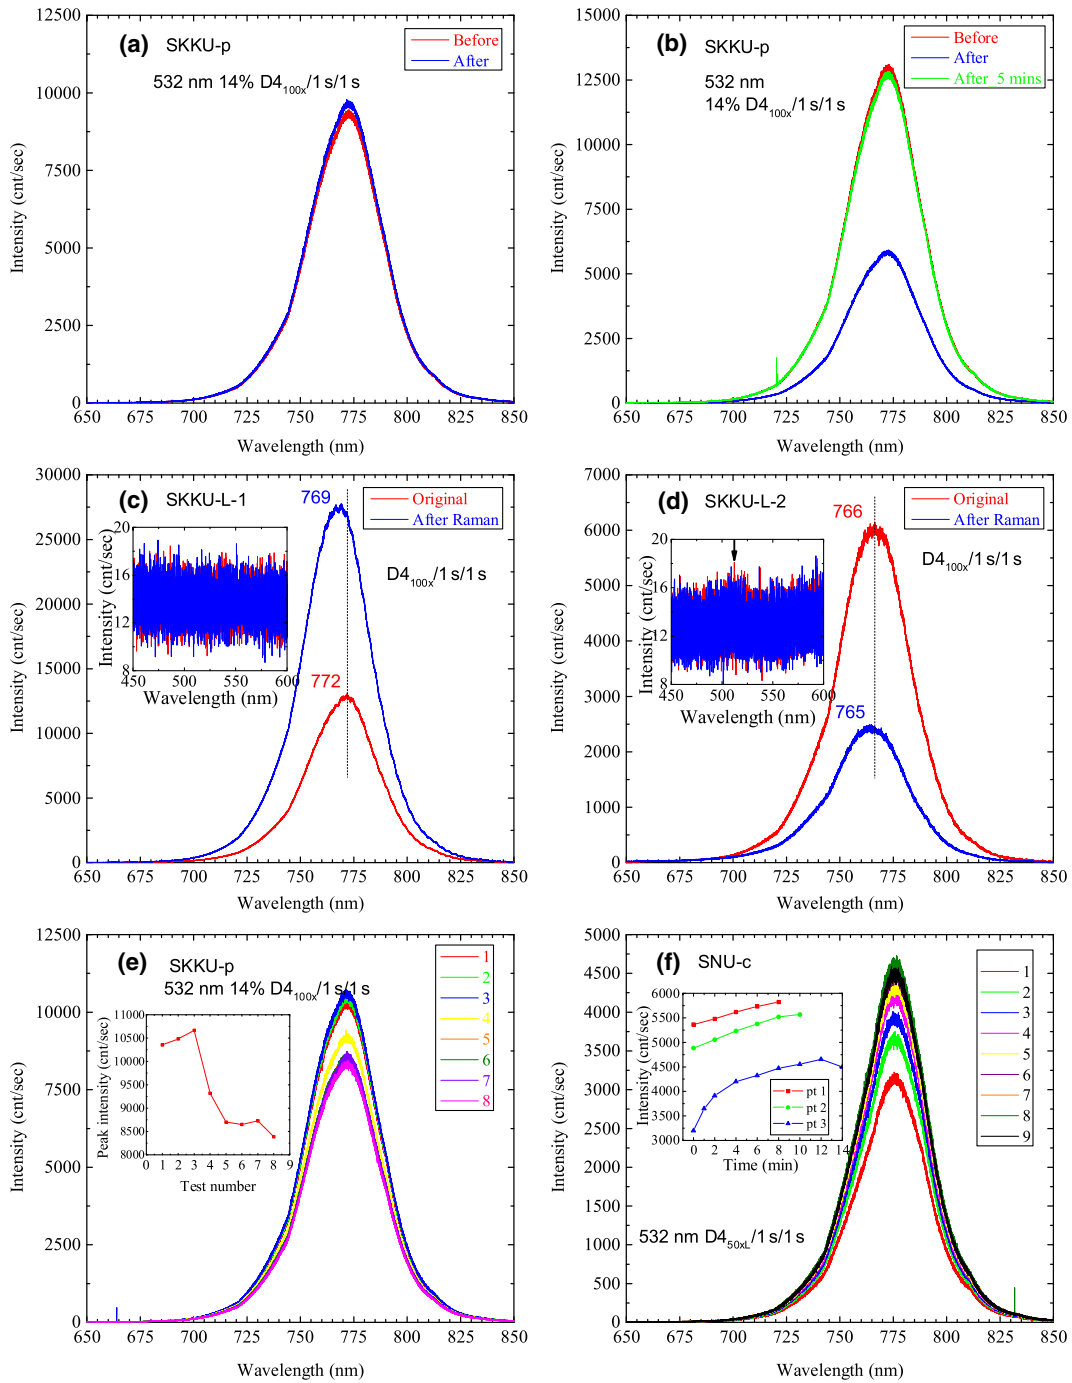 (a) SKKU-p
532 nm 14% D4100x/1 s/1s
Before
After
Intensity (cnt/sec)
10000
7500
5000
2500
0
650 675 700 725 750 775 800 825 850
Wavelength (nm)
(b) SKKU-p
532 nm
14% D4100x/1 s/1s
Before
After
After_5 mins
Intensity (cnt/sec)
15000
12500
10000
7500
5000
2500
0
650 675 700 725 750 775 800 825 850
Wavelength (nm)
(c) SKKU-L-1
Original
After Raman
D4100x/1 s/1 s
769
772
Intensity (cnt/sec)
30000
25000
20000
15000
10000
5000
0
650 675 700 725 750 775 800 825 850
Wavelength (nm)
Intensity (cnt/sec)
20
16
12
8
450 500 550 600
Wavelength (nm)
(d) SKKU-L-2
Original
After Raman
D4100x/1 s/1 s
766
765
Intensity (cnt/sec)
7000
6000
5000
4000
3000
2000
1000
0
650 675 700 725 750 775 800 825 850
Wavelength (nm)
Intensity (cnt/sec)
20
16
12
8
450 500 550 600
Wavelength (nm)
(e) SKKU-p
532 nm 14% D4100x/1 s/1s
1
2
3
4
5
6
7
8
Intensity (cnt/sec)
12500
10000
7500
5000
2500
0
650 675 700 725 750 775 800 825 850
Wavelength (nm)
Peak intensity (cnt/sec)
11000
10500
10000
9500
9000
8500
8000
0 1 2 3 4 5 6 7 8 9
Test number
(f) SNU-c
532 nm D450xL/1s/1s
1
2
3
4
5
6
7
8
9
Intensity (cnt/sec)
5000
4500
4000
3500
3000
2500
2000
1500
1000
500
0
650 675 700 725 750 775 800 825 850
Wavelength (nm)
Intensity (cnt/sec)
6000
5500
5000
4500
4000
3500
3000
0 2 4 6 8 10 12 14
Time (min)
pt 1
pt 2
pt 3